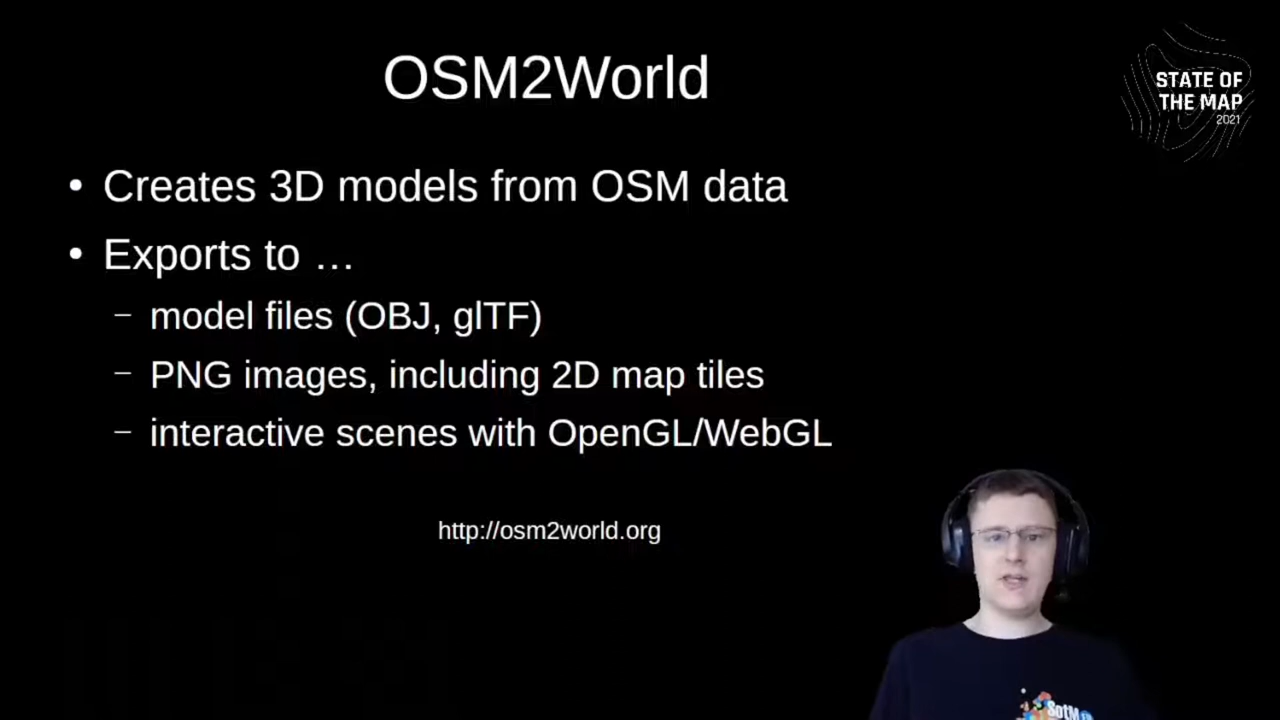 OSM2World
STATE OF
THE MAP
2021
• Creates 3D models from OSM data
• Exports to …
– model files (OBJ, glTF)
– PNG images, including 2D map tiles
– interactive scenes with OpenGL/WebGL
http://osm2world.org
SotM